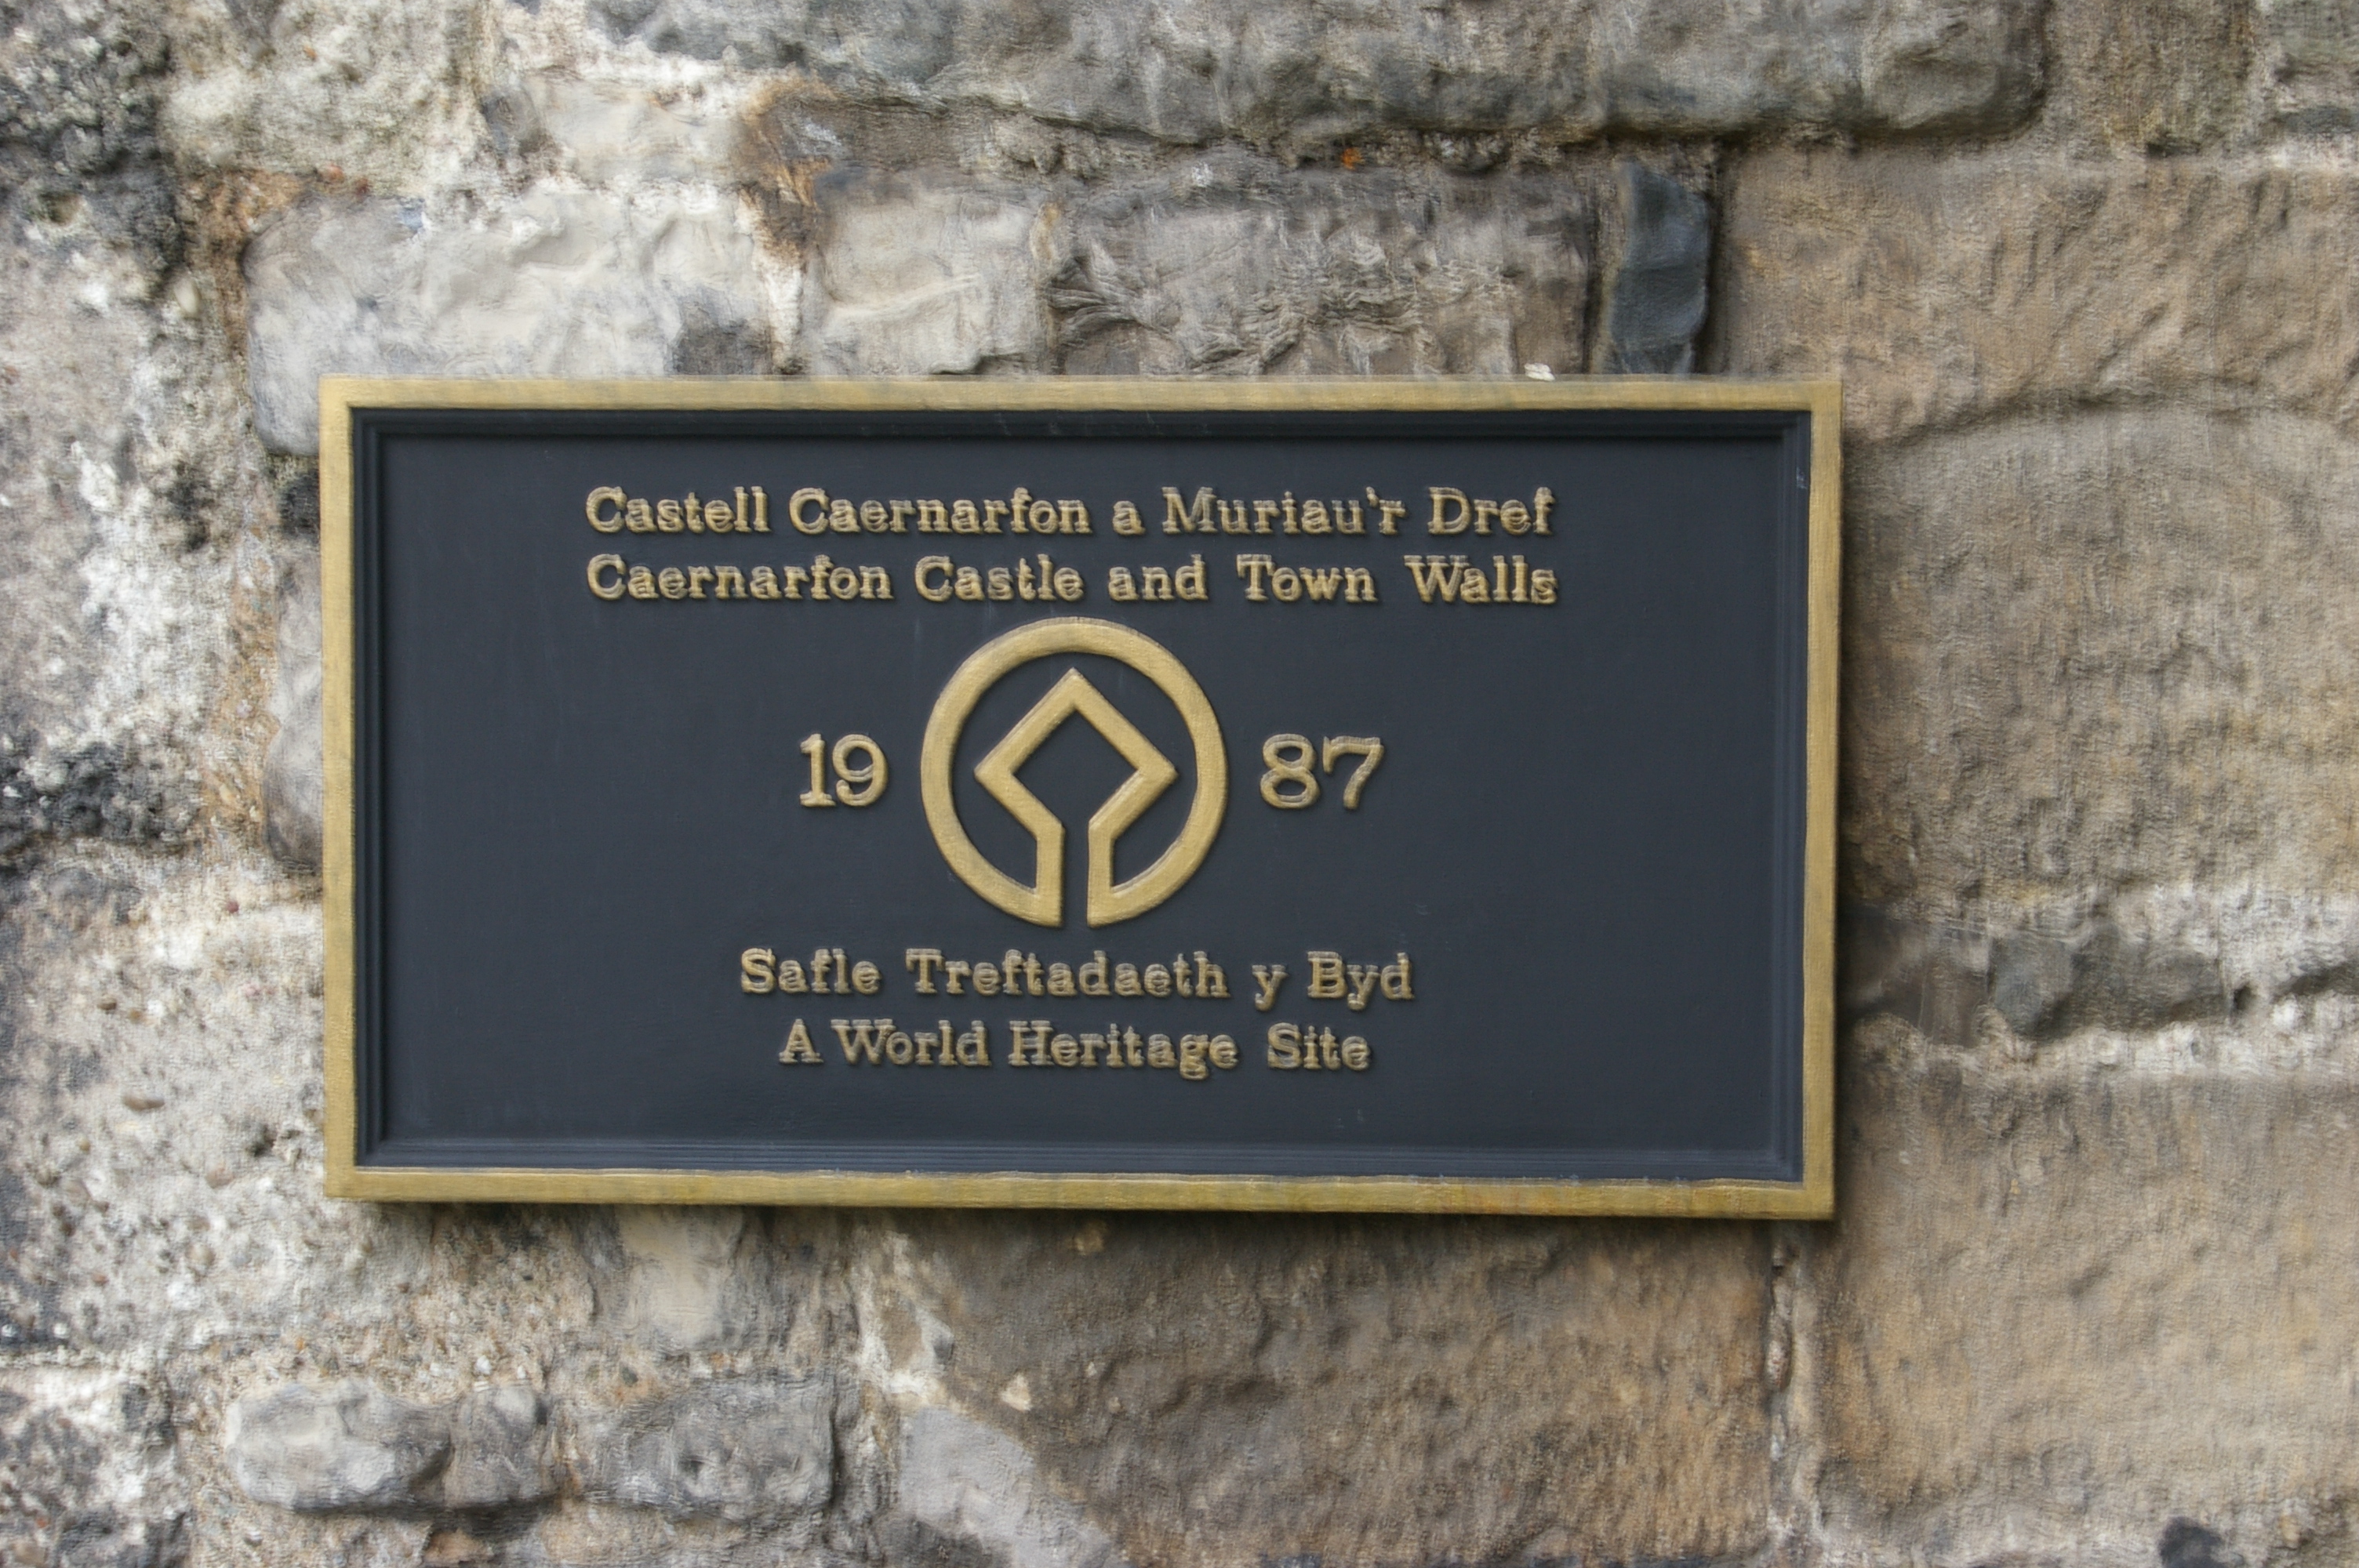 Castell Caernarfon a Muriau'r Dref
Caernarfon Castle and Town Walls
19 87
Safle Treftadaeth y Byd
A World Heritage Site